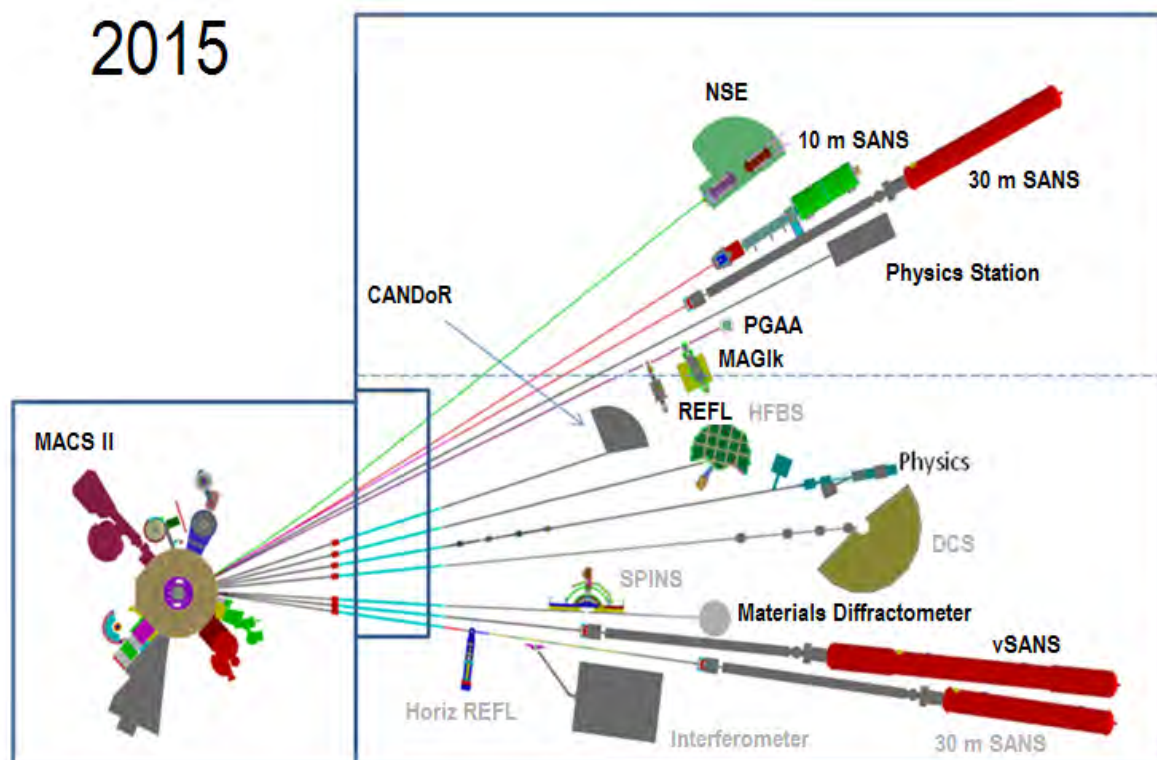 2015
NSE
10 m SANS
30 m SANS
Physics Station
CANDoR
PGAA
MAGIk
REFL
HFBS
MACS II
Physics
DCS
SPINS
Materials Diffractometer
vSANS
Horiz REFL
Interferometer
30 m SANS